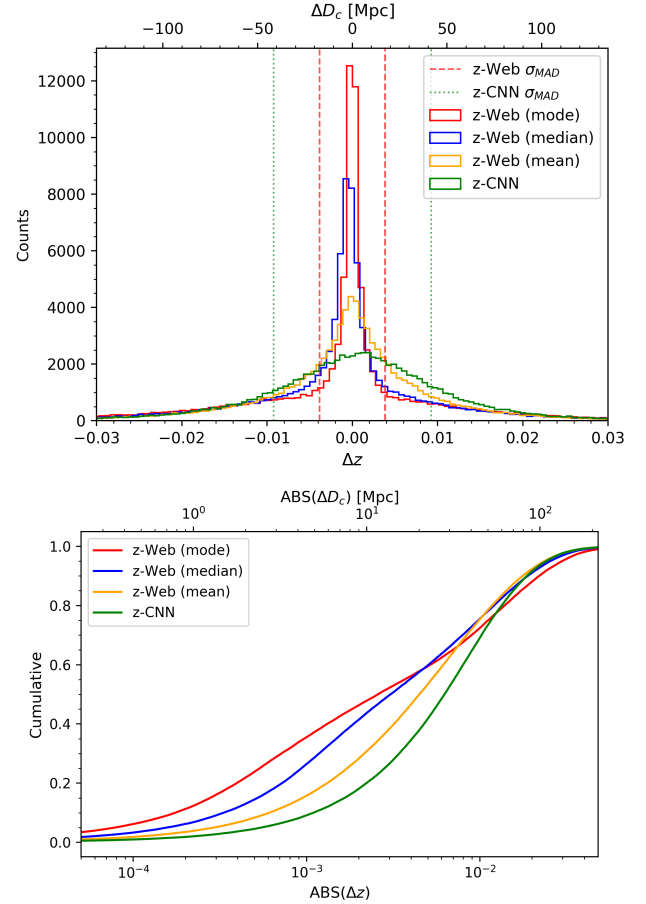 ΔD_c [Mpc]
−100 −50 0 50 100
z-Web σ_MAD
z-CNN σ_MAD
z-Web (mode)
z-Web (median)
z-Web (mean)
z-CNN
Counts
12000
10000
8000
6000
4000
2000
0
−0.03 −0.02 −0.01 0.00 0.01 0.02 0.03
Δz
ABS(ΔD_c) [Mpc]
10^0 10^1 10^2
z-Web (mode)
z-Web (median)
z-Web (mean)
z-CNN
Cumulative
1.0
0.8
0.6
0.4
0.2
0.0
10^−4 10^−3 10^−2
ABS(Δz)